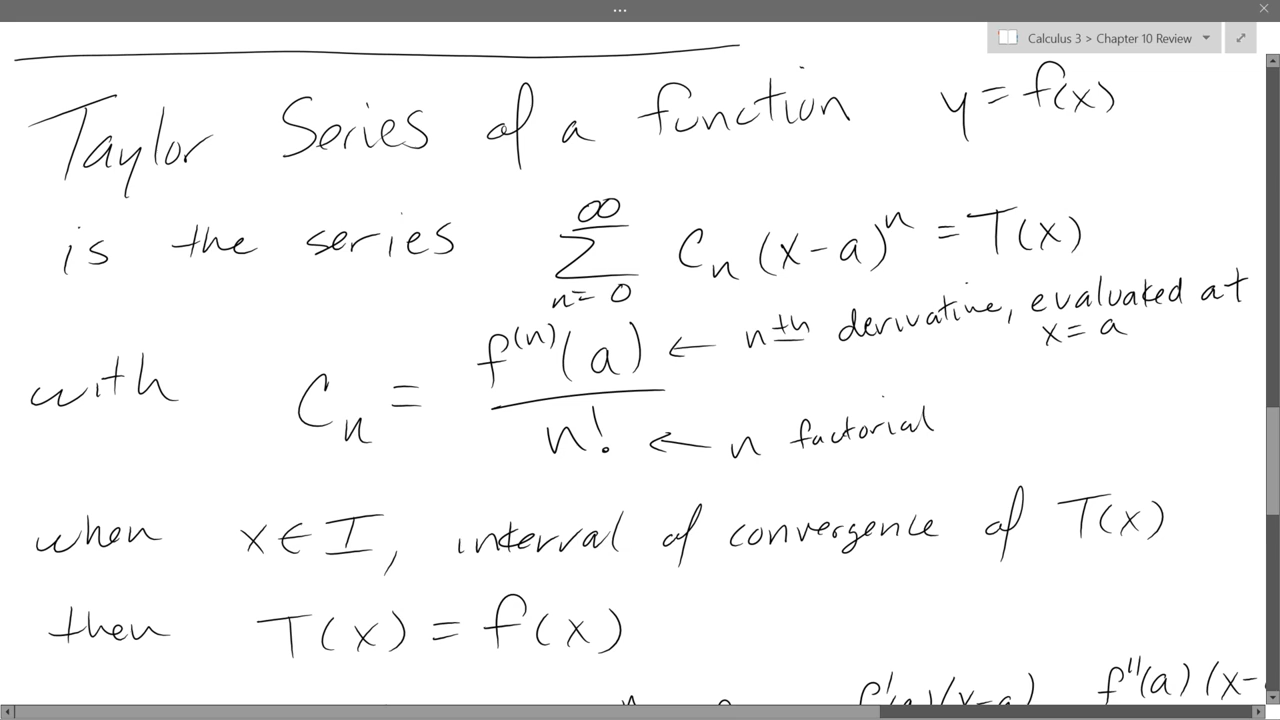 Calculus 3 > Chapter 10 Review
Taylor Series of a function y = f(x)
is the series ∑_{n=0}^{∞} C_n (x-a)^n = T(x)
with C_n = f^{(n)}(a) / n!
← nth derivative, evaluated at x = a
← n factorial
when x ∈ I, interval of convergence of T(x)
then T(x) = f(x)
f'(a)(x-a) f''(a)(x-